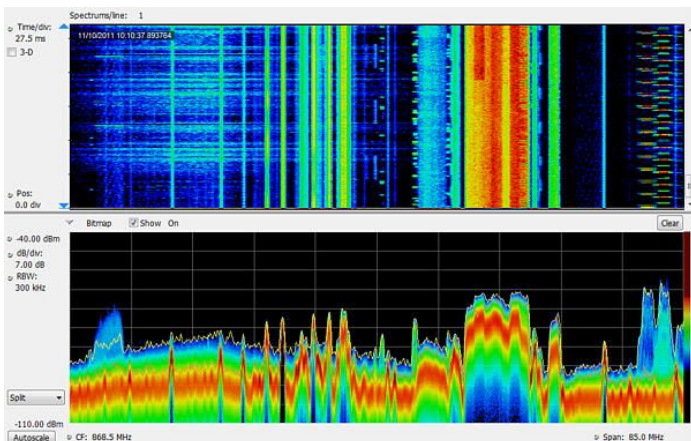 Spectrums/line: 1
Time/div:
27.5 ms
3-D
11/10/2011 10:10:37.893764
Pos:
0.0 div
Bitmap Show On Clear
-40.00 dBm
dB/div:
7.00 dB
RBW:
300 kHz
Split
-110.00 dBm
Autoscale CF: 868.5 MHz Span: 85.0 MHz